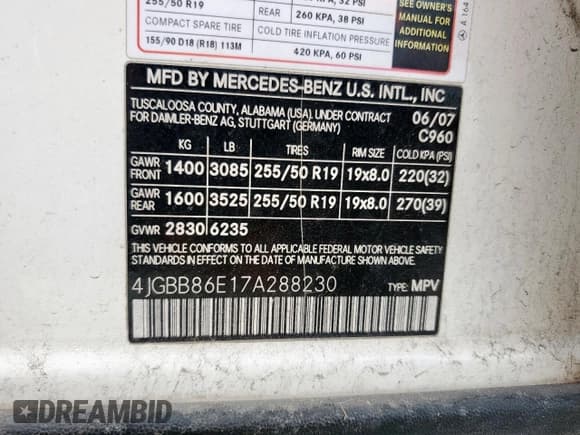 255/50 R19
REAR
KPA, 32 PSI
260 KPA, 38 PSI
COMPACT SPARE TIRE
COLD TIRE INFLATION PRESSURE
155/90 D18 (R18) 113M
420 KPA, 60 PSI
SEE OWNER'S
MANUAL FOR
ADDITIONAL
INFORMATION
A 164
MFD BY MERCEDES-BENZ U.S. INTL., INC
TUSCALOOSA COUNTY, ALABAMA (USA), UNDER CONTRACT
FOR DAIMLER-BENZ AG, STUTTGART (GERMANY)
06/07
C960
KG LB TIRES RIM SIZE COLD KPA (PSI)
GAWR FRONT 1400 3085 255/50 R19 19x8.0 220(32)
GAWR REAR 1600 3525 255/50 R19 19x8.0 270(39)
GVWR 2830 6235
THIS VEHICLE CONFORMS TO ALL APPLICABLE FEDERAL MOTOR VEHICLE SAFETY
STANDARDS IN EFFECT ON THE DATE OF MANUFACTURE SHOWN ABOVE.
4JGBB86E17A288230
TYPE: MPV
DREAMBID